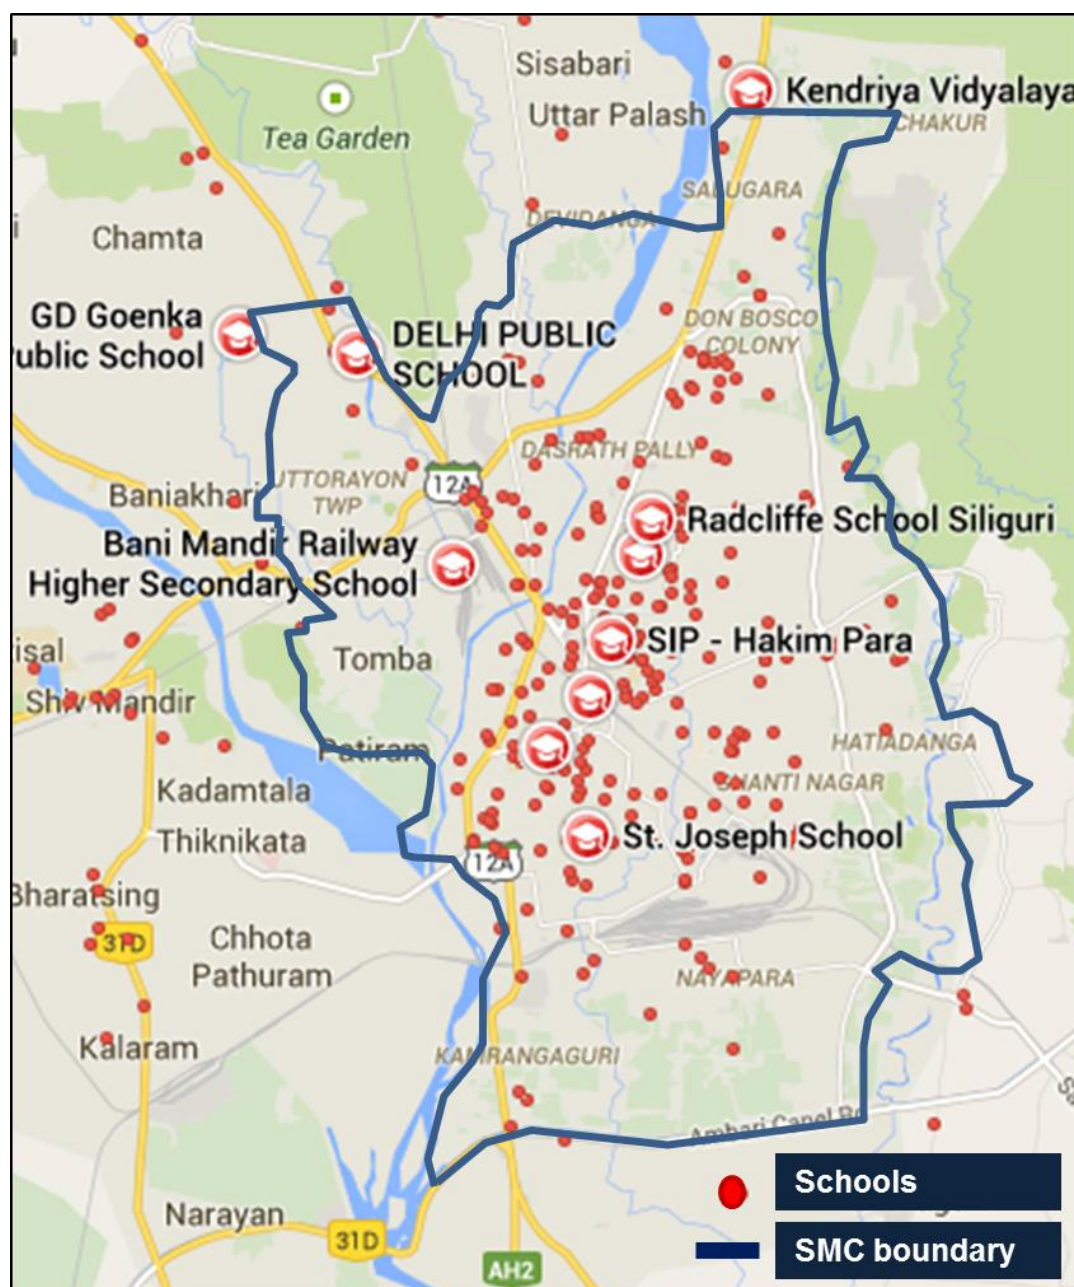 Sisabari
Kendriya Vidyalaya
Uttar Palash
CHAKUR
Tea Garden
SALUGARA
DEVIDANGA
Chamta
GD Goenka
Public School
DELHI PUBLIC
SCHOOL
DON BOSCO
COLONY
DASRATH PALLY
UTTORAYON
TWP
12A
Baniakhari
Radcliffe School Siliguri
Bani Mandir Railway
Higher Secondary School
SIP - Hakim Para
Tomba
Shiv Mandir
Patiram
HATIADANGA
Kadamtala
SHANTI NAGAR
Thiknikata
St. Joseph School
12A
Bharatsing
31D
Chhota
Pathuram
NAYAPARA
Kalaram
KAMRANGAGURI
Ambari Canel Rd
Schools
Narayan
31D
SMC boundary
AH2